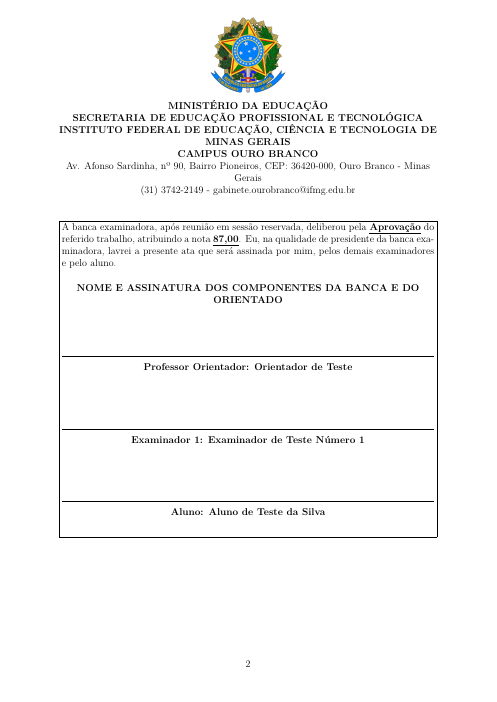 MINISTÉRIO DA EDUCAÇÃO
SECRETARIA DE EDUCAÇÃO PROFISSIONAL E TECNOLÓGICA
INSTITUTO FEDERAL DE EDUCAÇÃO, CIÊNCIA E TECNOLOGIA DE
MINAS GERAIS
CAMPUS OURO BRANCO
Av. Afonso Sardinha, nº 90, Bairro Pioneiros, CEP: 36420-000, Ouro Branco - Minas
Gerais
(31) 3742-2149 - gabinete.ourobranco@ifmg.edu.br
A banca examinadora, após reunião em sessão reservada, deliberou pela Aprovação do
referido trabalho, atribuindo a nota 87,00. Eu, na qualidade de presidente da banca exa-
minadora, lavrei a presente ata que será assinada por mim, pelos demais examinadores
e pelo aluno.
NOME E ASSINATURA DOS COMPONENTES DA BANCA E DO
ORIENTADO
Professor Orientador: Orientador de Teste
Examinador 1: Examinador de Teste Número 1
Aluno: Aluno de Teste da Silva
2